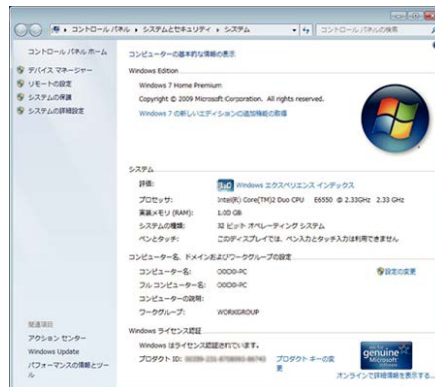 コントロール パネル ▸ システムとセキュリティ ▸ システム
コントロール パネルの検索
コントロール パネル ホーム
デバイス マネージャー
リモートの設定
システムの保護
システムの詳細設定
コンピューターの基本的な情報の表示
Windows Edition
Windows 7 Home Premium
Copyright © 2009 Microsoft Corporation. All rights reserved.
Windows 7 の新しいエディションの追加機能の取得
システム
評価:
Windows エクスペリエンス インデックス
プロセッサ: Intel(R) Core(TM)2 Duo CPU E6550 @ 2.33GHz 2.33 GHz
実装メモリ (RAM): 1.00 GB
システムの種類: 32 ビット オペレーティング システム
ペンとタッチ: このディスプレイでは、ペン入力とタッチ入力は利用できません
コンピューター名、ドメインおよびワークグループの設定
コンピューター名: OODO-PC
設定の変更
フル コンピューター名: OODO-PC
コンピューターの説明:
ワークグループ: WORKGROUP
Windows ライセンス認証
Windows はライセンス認証されています。
プロダクト ID:
プロダクト キーの変更
genuine
Microsoft
オンラインで詳細情報を表示する...
関連項目
アクション センター
Windows Update
パフォーマンスの情報とツール